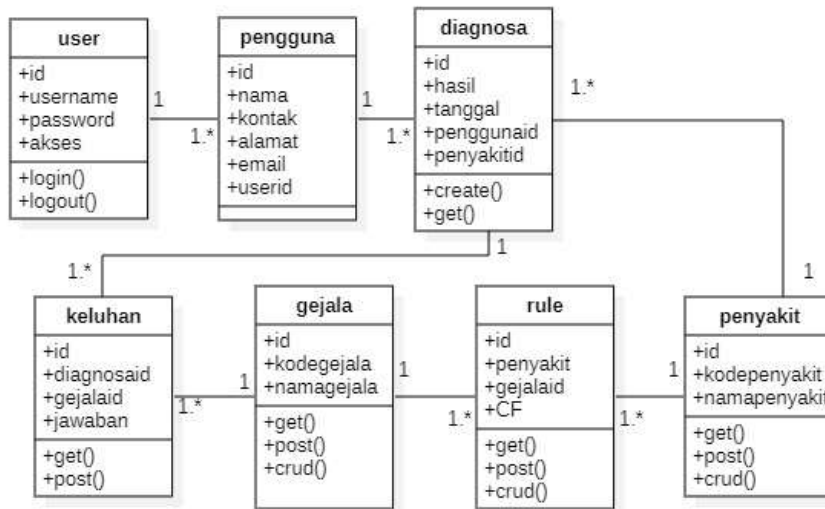 user
+id
+username
+password
+akses
+login()
+logout()
1
1.*
pengguna
+id
+nama
+kontak
+alamat
+email
+userid
1
1.*
diagnosa
+id
+hasil
+tanggal
+penggunaid
+penyakitid
+create()
+get()
1.*
1
1
1.*
keluhan
+id
+diagnosaid
+gejalaid
+jawaban
+get()
+post()
1
1.*
gejala
+id
+kodegejala
+namagejala
+get()
+post()
+crud()
1
1.*
rule
+id
+penyakit
+gejalaid
+CF
+get()
+post()
+crud()
1
1.*
penyakit
+id
+kodepenyakit
+namapenyakit
+get()
+post()
+crud()